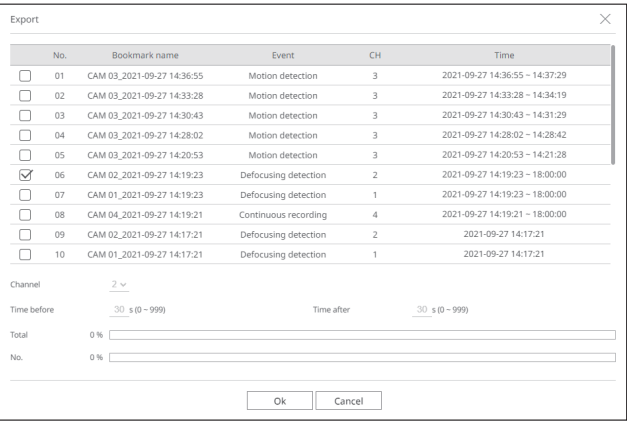 Export
No. Bookmark name Event CH Time
01 CAM 03_2021-09-27 14:36:55 Motion detection 3 2021-09-27 14:36:55 ~ 14:37:29
02 CAM 03_2021-09-27 14:33:28 Motion detection 3 2021-09-27 14:33:28 ~ 14:34:19
03 CAM 03_2021-09-27 14:30:43 Motion detection 3 2021-09-27 14:30:43 ~ 14:31:29
04 CAM 03_2021-09-27 14:28:02 Motion detection 3 2021-09-27 14:28:02 ~ 14:28:42
05 CAM 03_2021-09-27 14:20:53 Motion detection 3 2021-09-27 14:20:53 ~ 14:21:28
06 CAM 02_2021-09-27 14:19:23 Defocusing detection 2 2021-09-27 14:19:23 ~ 18:00:00
07 CAM 01_2021-09-27 14:19:23 Defocusing detection 1 2021-09-27 14:19:23 ~ 18:00:00
08 CAM 04_2021-09-27 14:19:21 Continuous recording 4 2021-09-27 14:19:21 ~ 18:00:00
09 CAM 02_2021-09-27 14:17:21 Defocusing detection 2 2021-09-27 14:17:21
10 CAM 01_2021-09-27 14:17:21 Defocusing detection 1 2021-09-27 14:17:21
Channel 2
Time before 30 s (0 ~ 999) Time after 30 s (0 ~ 999)
Total 0 %
No. 0 %
Ok Cancel